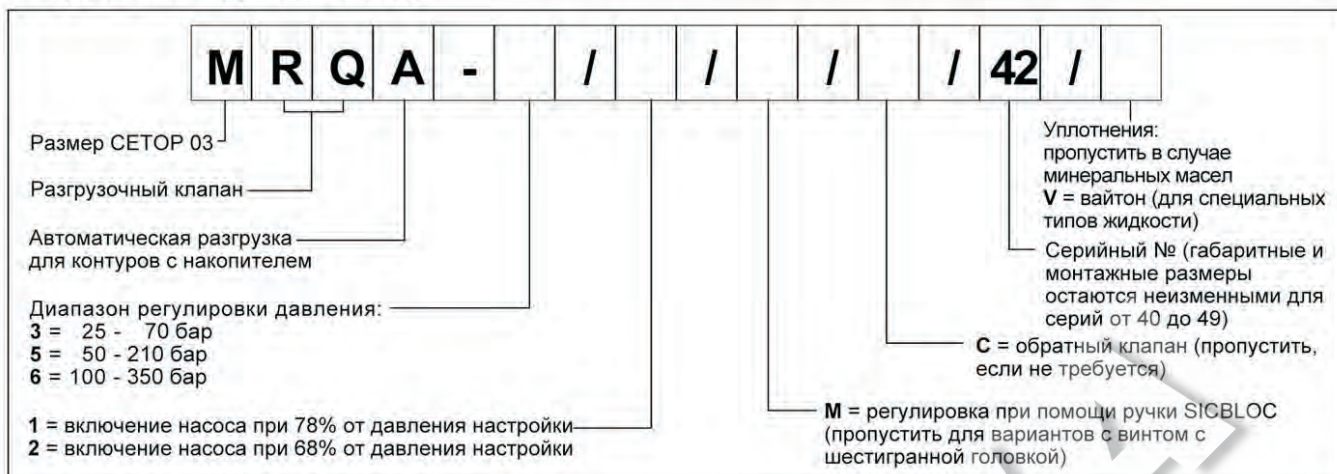 M R Q A - / / / / 42 /
Размер CETOP 03
Разгрузочный клапан
Автоматическая разгрузка
для контуров с накопителем
Диапазон регулировки давления:
3 = 25 - 70 бар
5 = 50 - 210 бар
6 = 100 - 350 бар
1 = включение насоса при 78% от давления настройки
2 = включение насоса при 68% от давления настройки
Уплотнения:
пропустить в случае
минеральных масел
V = вайтон (для специальных
типов жидкости)
Серийный № (габаритные и
монтажные размеры
остаются неизменными для
серий от 40 до 49)
C = обратный клапан (пропустить,
если не требуется)
M = регулировка при помощи ручки SICBLOC
(пропустить для вариантов с винтом с
шестигранной головкой)